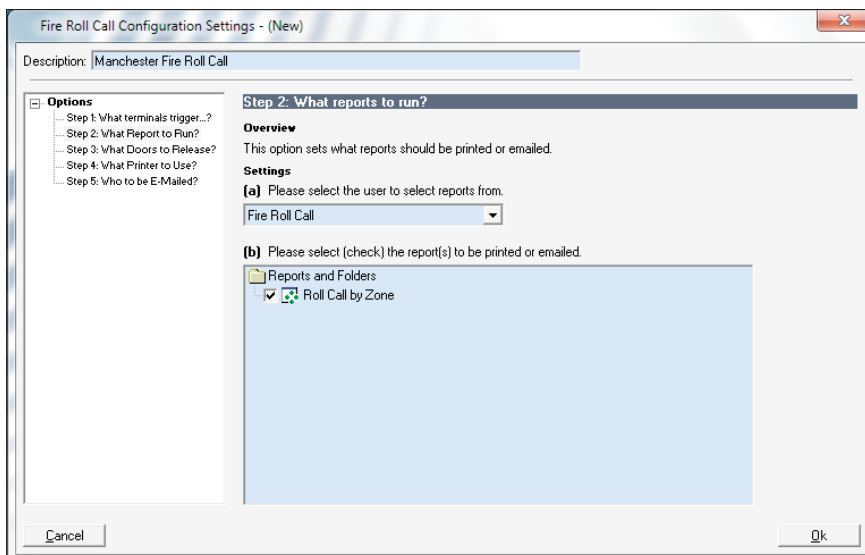 Fire Roll Call Configuration Settings - (New)
Description: Manchester Fire Roll Call
Options
Step 1: What terminals trigger...?
Step 2: What Report to Run?
Step 3: What Doors to Release?
Step 4: What Printer to Use?
Step 5: Who to be E-Mailed?
Step 2: What reports to run?
Overview
This option sets what reports should be printed or emailed.
Settings
(a) Please select the user to select reports from.
Fire Roll Call
(b) Please select (check) the report(s) to be printed or emailed.
Reports and Folders
Roll Call by Zone
Cancel
Ok